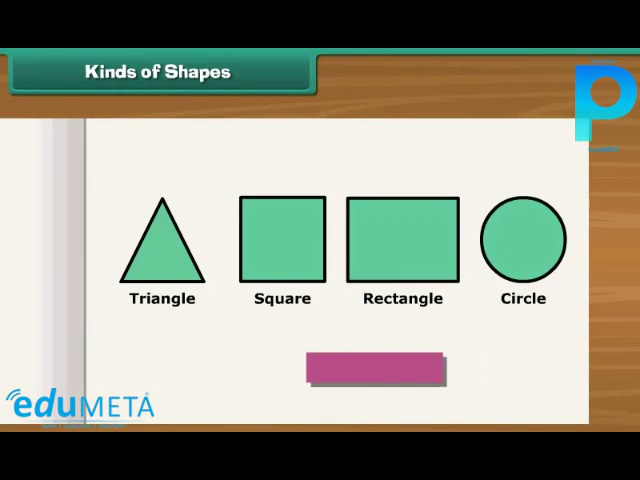 Kinds of Shapes
Triangle
Square
Rectangle
Circle
eduMETA